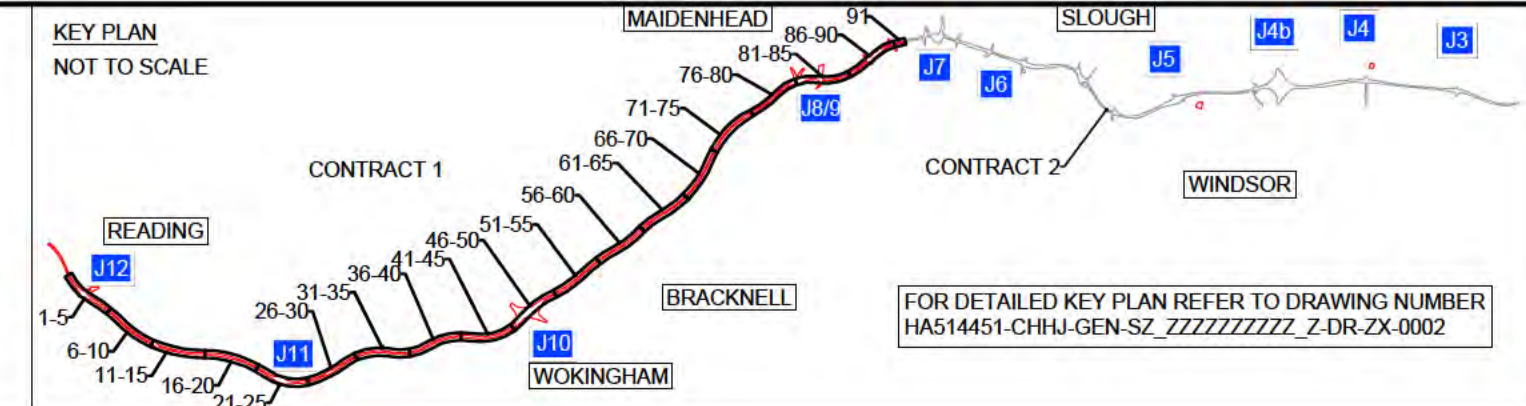 KEY PLAN
NOT TO SCALE
MAIDENHEAD
91
SLOUGH
86-90
81-85
76-80
J7
J6
J5
J4b
J4
J3
J8/9
71-75
66-70
61-65
56-60
51-55
46-50
41-45
36-40
31-35
26-30
CONTRACT 1
CONTRACT 2
WINDSOR
READING
J12
1-5
6-10
11-15
16-20
21-25
J11
J10
WOKINGHAM
BRACKNELL
FOR DETAILED KEY PLAN REFER TO DRAWING NUMBER
HA514451-CHHJ-GEN-SZ_ZZZZZZZZZZ_Z-DR-ZX-0002